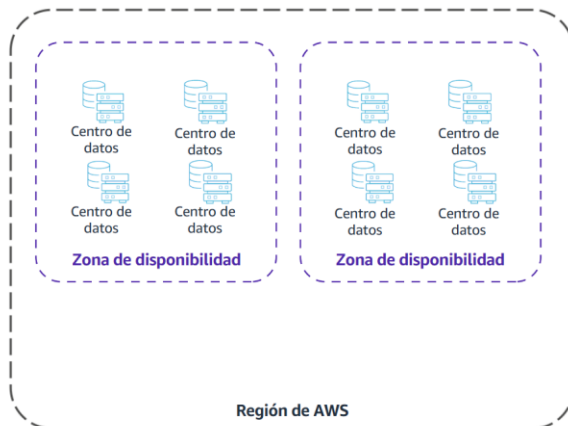 Centro de
datos
Centro de
datos
Centro de
datos
Centro de
datos
Zona de disponibilidad
Centro de
datos
Centro de
datos
Centro de
datos
Centro de
datos
Zona de disponibilidad
Región de AWS